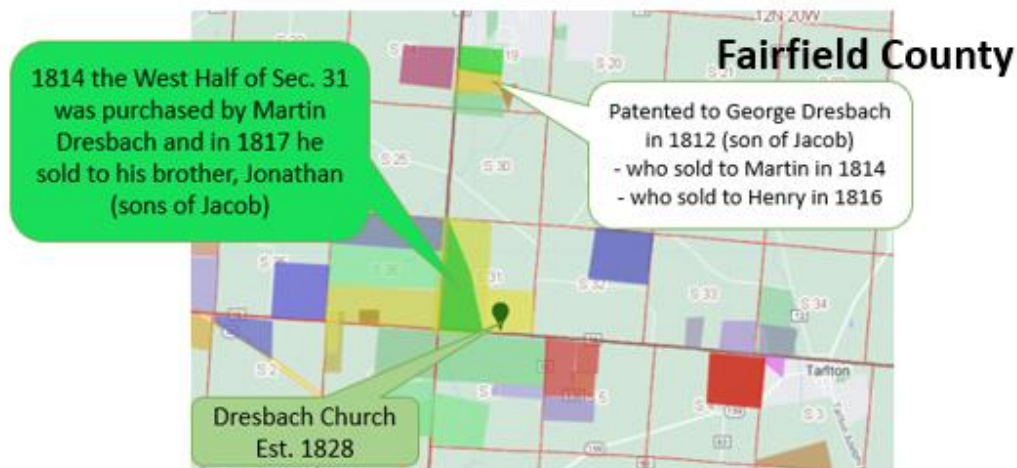 12N 20W
Fairfield County
1814 the West Half of Sec. 31
was purchased by Martin
Dresbach and in 1817 he
sold to his brother, Jonathan
(sons of Jacob)
Patented to George Dresbach
in 1812 (son of Jacob)
- who sold to Martin in 1814
- who sold to Henry in 1816
19
S 20
S 21
S 25
S 30
S 31
S 32
S 33
S 34
S 2
S 3
Tarlton
159
Dresbach Church
Est. 1828